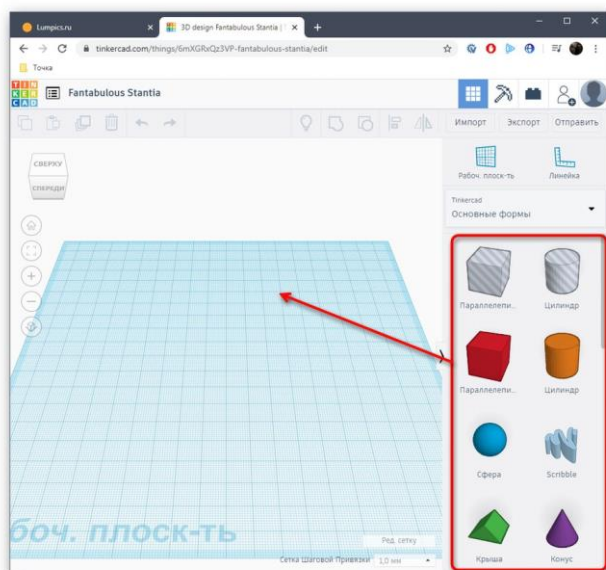 Lumpics.ru
3D design Fantabulous Stantia |
tinkercad.com/things/6mXGRxQz3VP-fantabulous-stantia/edit
Точка
TIN
KER
CAD
Fantabulous Stantia
Импорт Экспорт Отправить
СВЕРХУ
СПЕРЕДИ
Рабоч. плоск-ть Линейка
Tinkercad
Основные формы
Параллелепи... Цилиндр
Параллелепи... Цилиндр
Сфера Scribble
Крыша Конус
боч. плоск-ть
Ред. сетку
Сетка Шаговой Привязки 1,0 мм